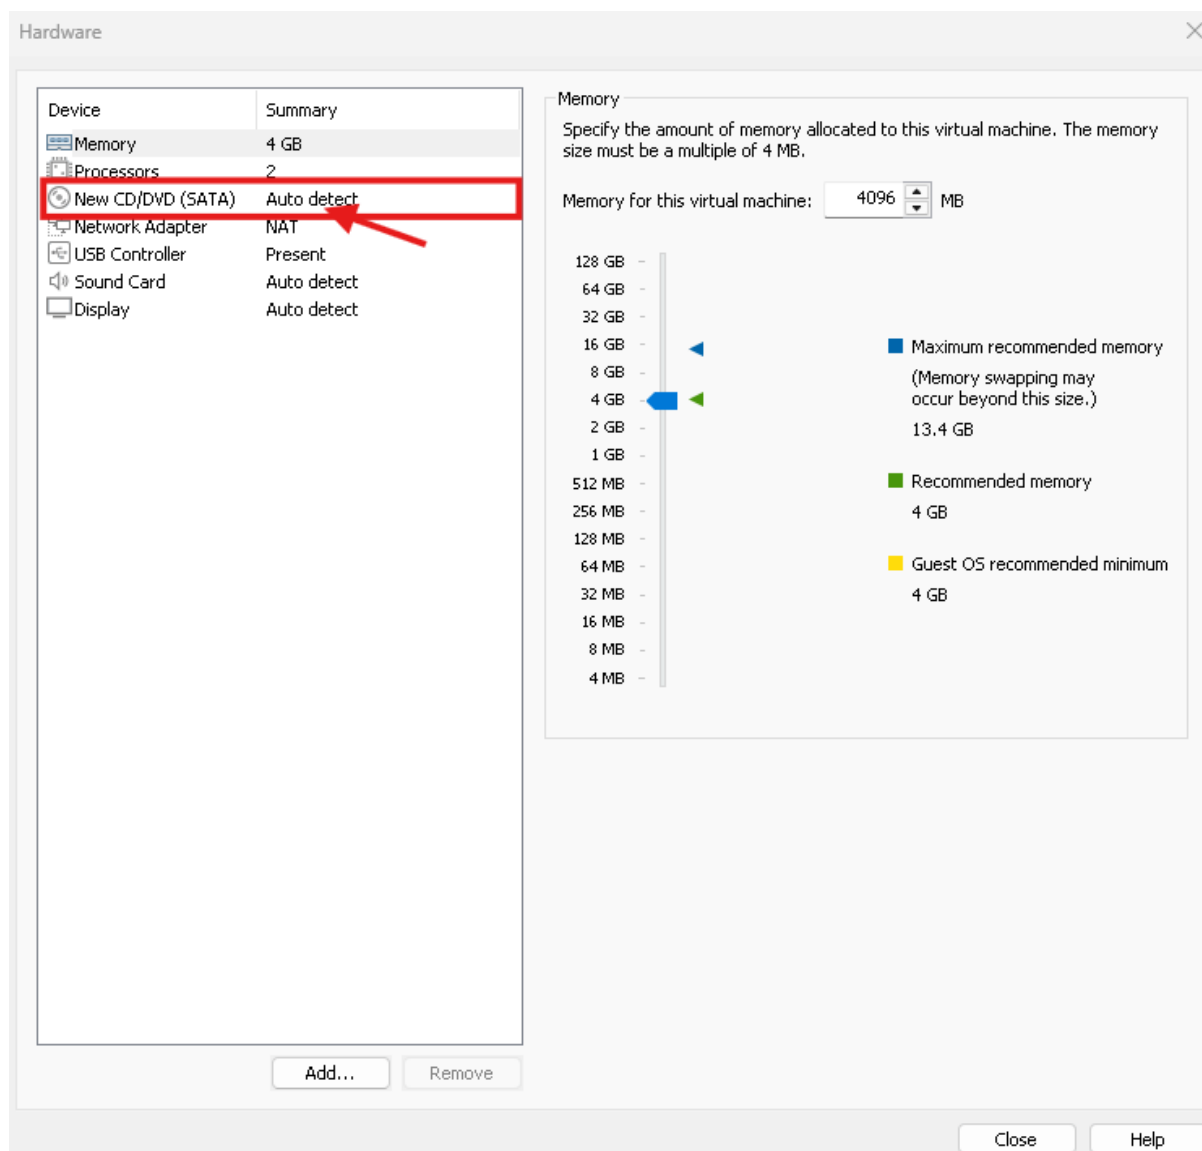 Hardware
Device Summary
Memory 4 GB
Processors 2
New CD/DVD (SATA) Auto detect
Network Adapter NAT
USB Controller Present
Sound Card Auto detect
Display Auto detect
Add...
Remove
Memory
Specify the amount of memory allocated to this virtual machine. The memory
size must be a multiple of 4 MB.
Memory for this virtual machine: 4096 MB
128 GB
64 GB
32 GB
16 GB
8 GB
4 GB
2 GB
1 GB
512 MB
256 MB
128 MB
64 MB
32 MB
16 MB
8 MB
4 MB
Maximum recommended memory
(Memory swapping may
occur beyond this size.)
13.4 GB
Recommended memory
4 GB
Guest OS recommended minimum
4 GB
Close
Help